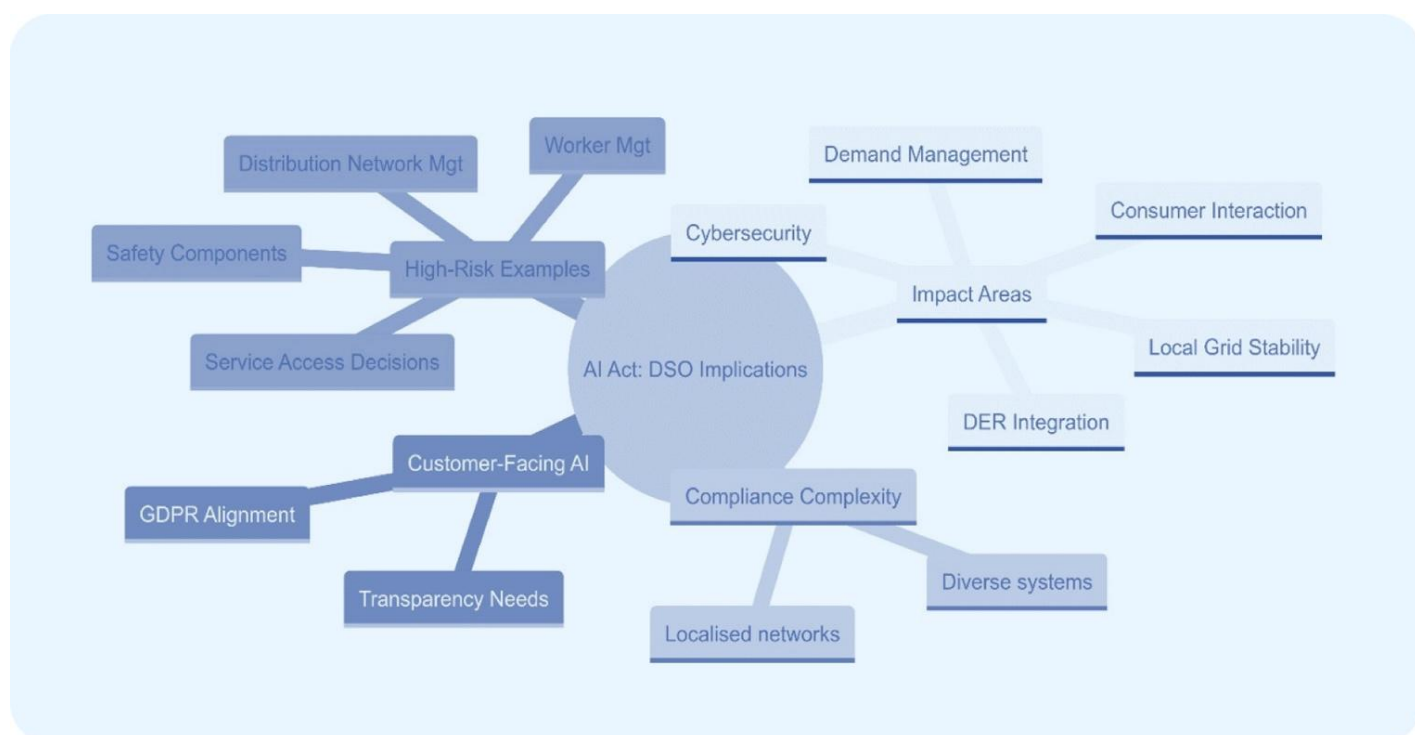 AI Act: DSO Implications
High-Risk Examples
Distribution Network Mgt
Worker Mgt
Safety Components
Service Access Decisions
Customer-Facing AI
GDPR Alignment
Transparency Needs
Impact Areas
Cybersecurity
Demand Management
Consumer Interaction
Local Grid Stability
DER Integration
Compliance Complexity
Diverse systems
Localised networks